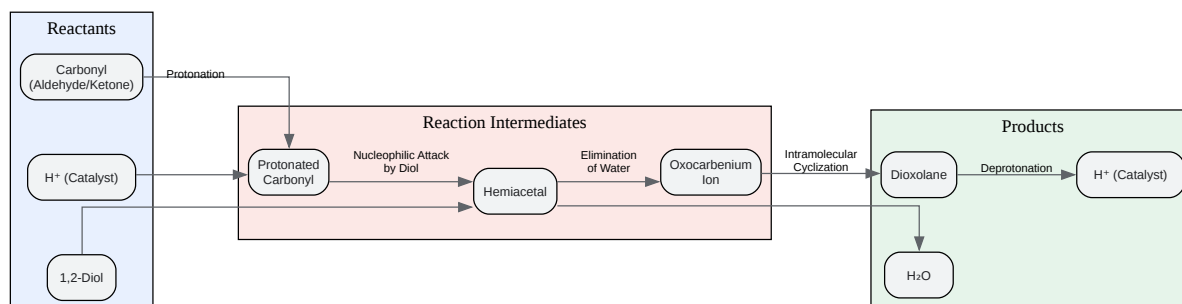 Reactants
Carbonyl
(Aldehyde/Ketone)
Protonation
H⁺ (Catalyst)
1,2-Diol
Reaction Intermediates
Protonated
Carbonyl
Nucleophilic Attack
by Diol
Hemiacetal
Elimination
of Water
Oxocarbenium
Ion
Intramolecular
Cyclization
Products
Dioxolane
Deprotonation
H⁺ (Catalyst)
H₂O